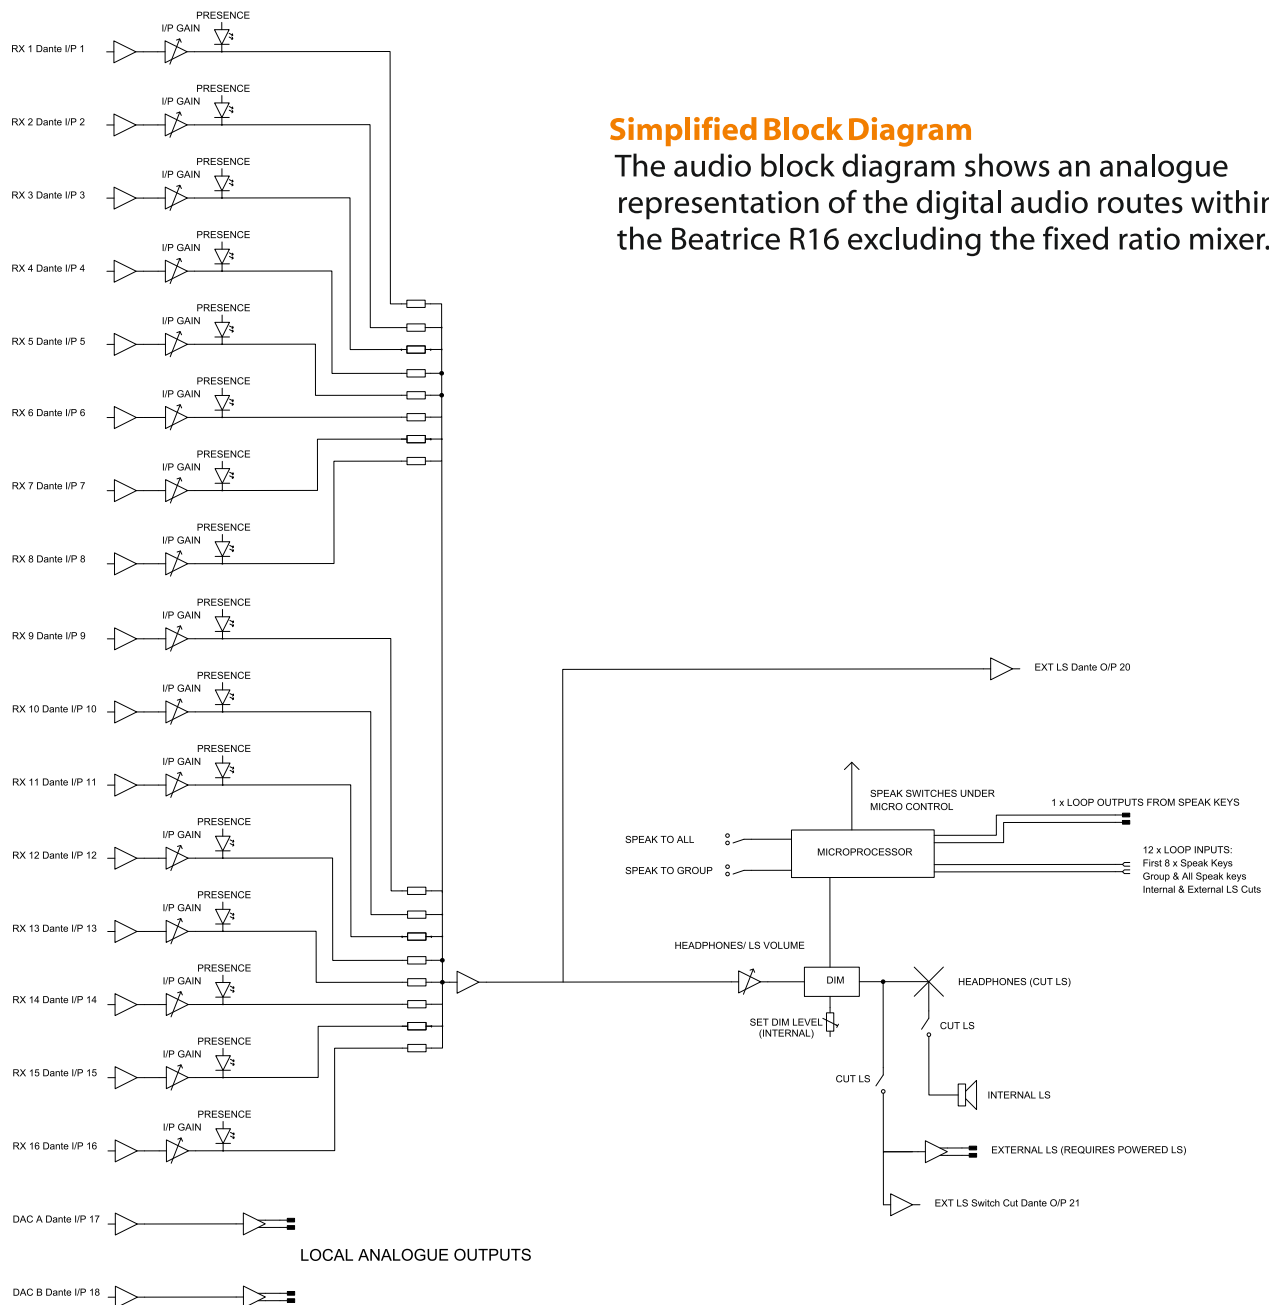 PRESENCE
I/P GAIN
RX 1 Dante I/P 1
PRESENCE
I/P GAIN
RX 2 Dante I/P 2
PRESENCE
I/P GAIN
RX 3 Dante I/P 3
PRESENCE
I/P GAIN
RX 4 Dante I/P 4
PRESENCE
I/P GAIN
RX 5 Dante I/P 5
PRESENCE
I/P GAIN
RX 6 Dante I/P 6
PRESENCE
I/P GAIN
RX 7 Dante I/P 7
PRESENCE
I/P GAIN
RX 8 Dante I/P 8
PRESENCE
I/P GAIN
RX 9 Dante I/P 9
PRESENCE
I/P GAIN
RX 10 Dante I/P 10
PRESENCE
I/P GAIN
RX 11 Dante I/P 11
PRESENCE
I/P GAIN
RX 12 Dante I/P 12
PRESENCE
I/P GAIN
RX 13 Dante I/P 13
PRESENCE
I/P GAIN
RX 14 Dante I/P 14
PRESENCE
I/P GAIN
RX 15 Dante I/P 15
PRESENCE
I/P GAIN
RX 16 Dante I/P 16
DAC A Dante I/P 17
LOCAL ANALOGUE OUTPUTS
DAC B Dante I/P 18
Simplified Block Diagram
The audio block diagram shows an analogue
representation of the digital audio routes within
the Beatrice R16 excluding the fixed ratio mixer.
EXT LS Dante O/P 20
SPEAK SWITCHES UNDER
MICRO CONTROL
1 x LOOP OUTPUTS FROM SPEAK KEYS
SPEAK TO ALL
MICROPROCESSOR
SPEAK TO GROUP
12 x LOOP INPUTS:
First 8 x Speak Keys
Group & All Speak keys
Internal & External LS Cuts
HEADPHONES/ LS VOLUME
DIM
HEADPHONES (CUT LS)
SET DIM LEVEL
(INTERNAL)
CUT LS
CUT LS
INTERNAL LS
EXTERNAL LS (REQUIRES POWERED LS)
EXT LS Switch Cut Dante O/P 21